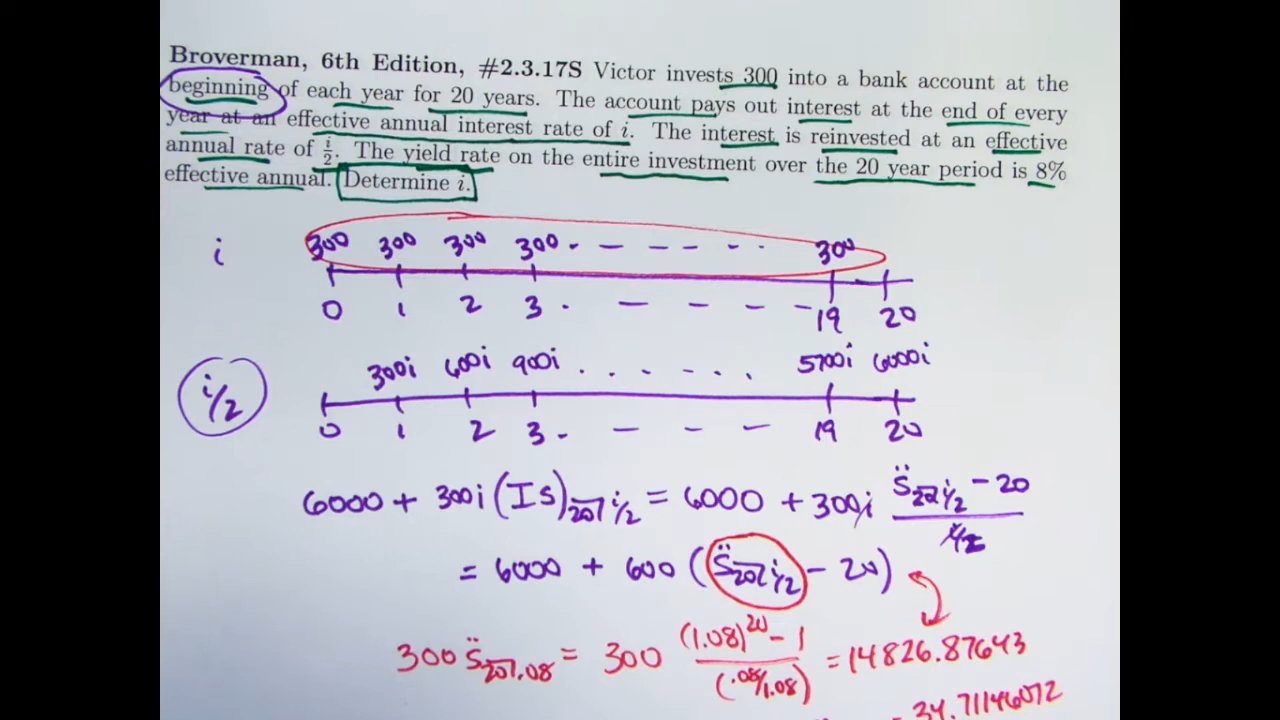 Broverman, 6th Edition, #2.3.17S Victor invests 300 into a bank account at the
beginning of each year for 20 years. The account pays out interest at the end of every
year at an effective annual interest rate of i. The interest is reinvested at an effective
annual rate of i/2. The yield rate on the entire investment over the 20 year period is 8%
effective annual. Determine i.
i 300 300 300 300 . - - - - . . 300
0 1 2 3 . - - - - 19 20
300i 600i 900i . . . - - . 5700i 6000i
i/2
0 1 2 3 . - - - 19 20
6000 + 300i (Is)20⌉i/2 = 6000 + 300i (s̈20⌉i/2 - 20)/(i/2)
= 6000 + 600 (s̈20⌉i/2 - 20)
300 s̈20⌉.08 = 300 ((1.08)^20 - 1)/(.08/1.08) = 14826.87643
= 34.71146072